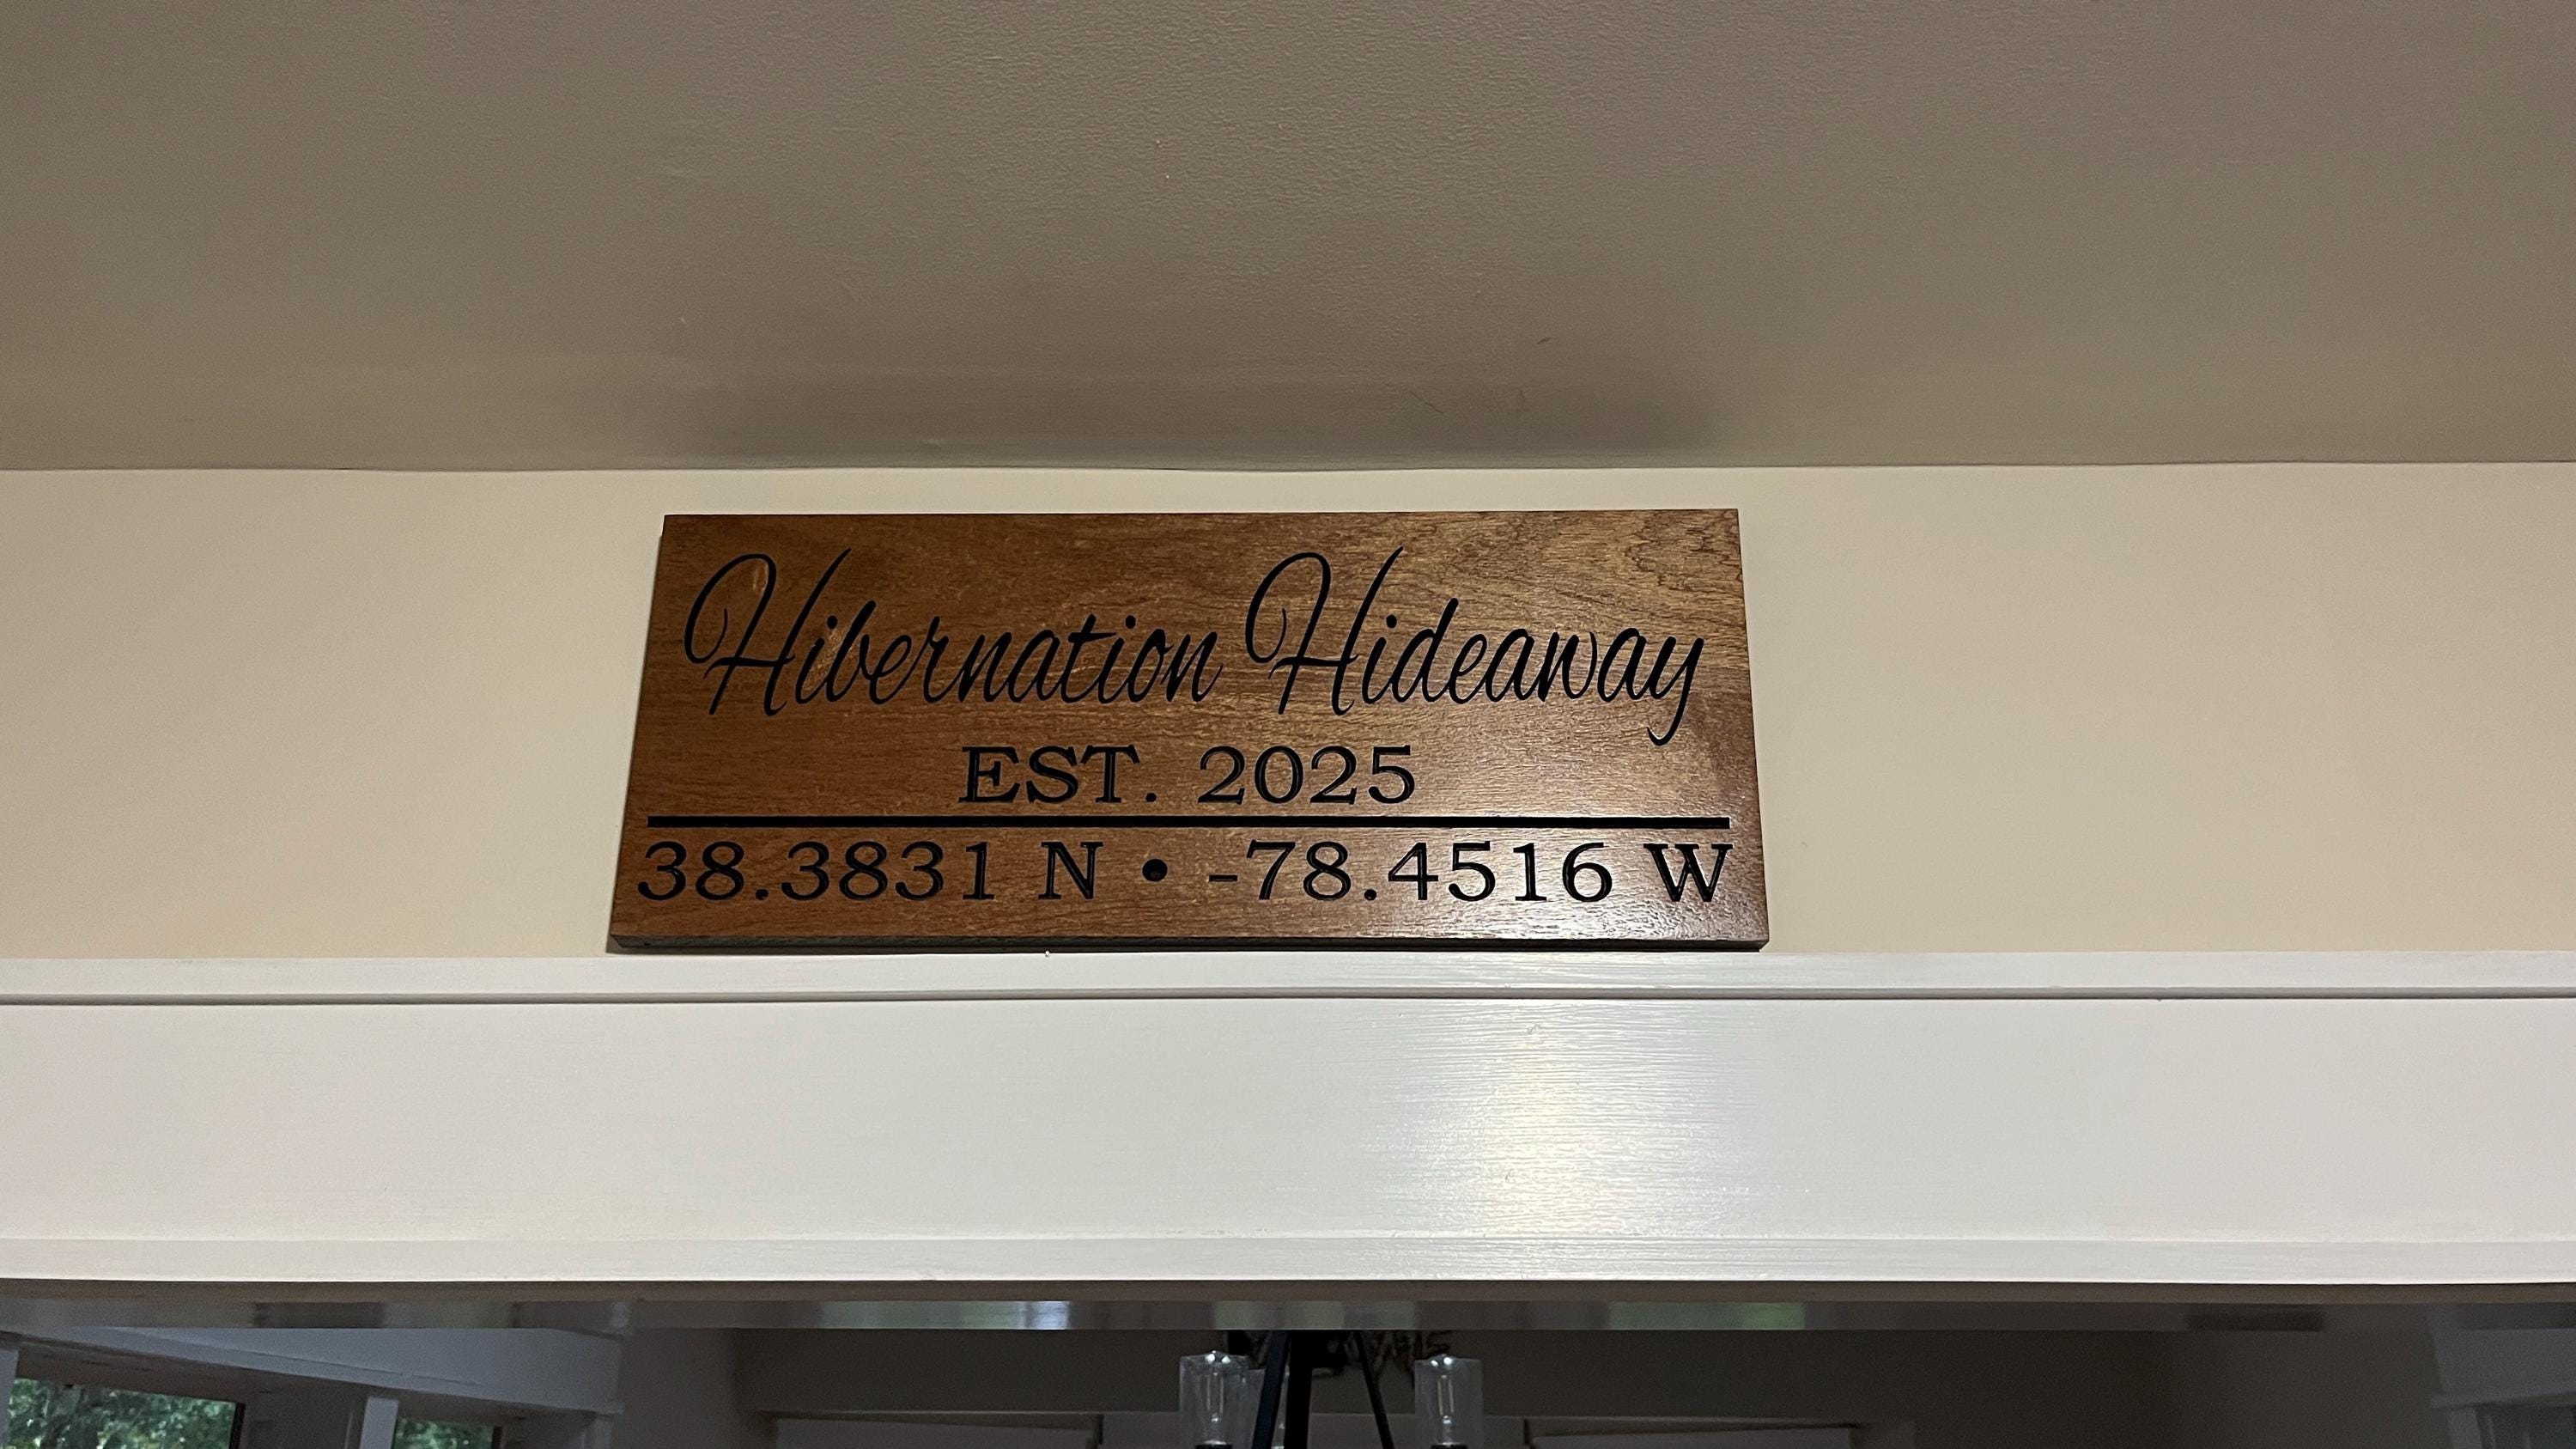 Hibernation Hideaway
EST. 2025
38.3831 N • -78.4516 W